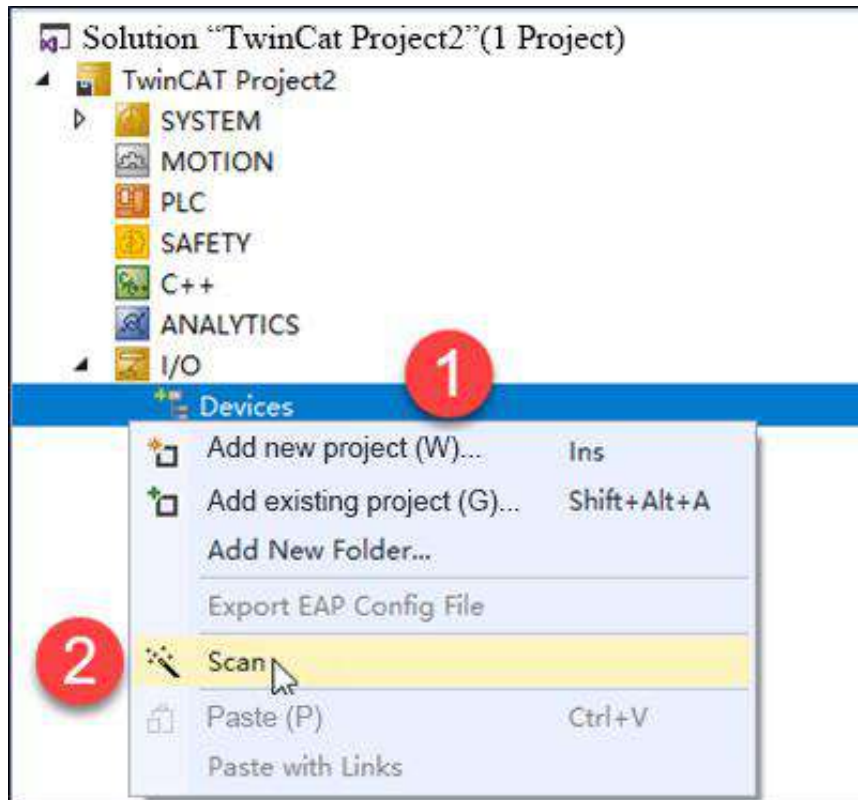 Solution “TwinCat Project2”(1 Project)
TwinCAT Project2
SYSTEM
MOTION
PLC
SAFETY
C++
ANALYTICS
I/O
1
Devices
Add new project (W)... Ins
Add existing project (G)... Shift+Alt+A
Add New Folder...
Export EAP Config File
2 Scan
Paste (P) Ctrl+V
Paste with Links